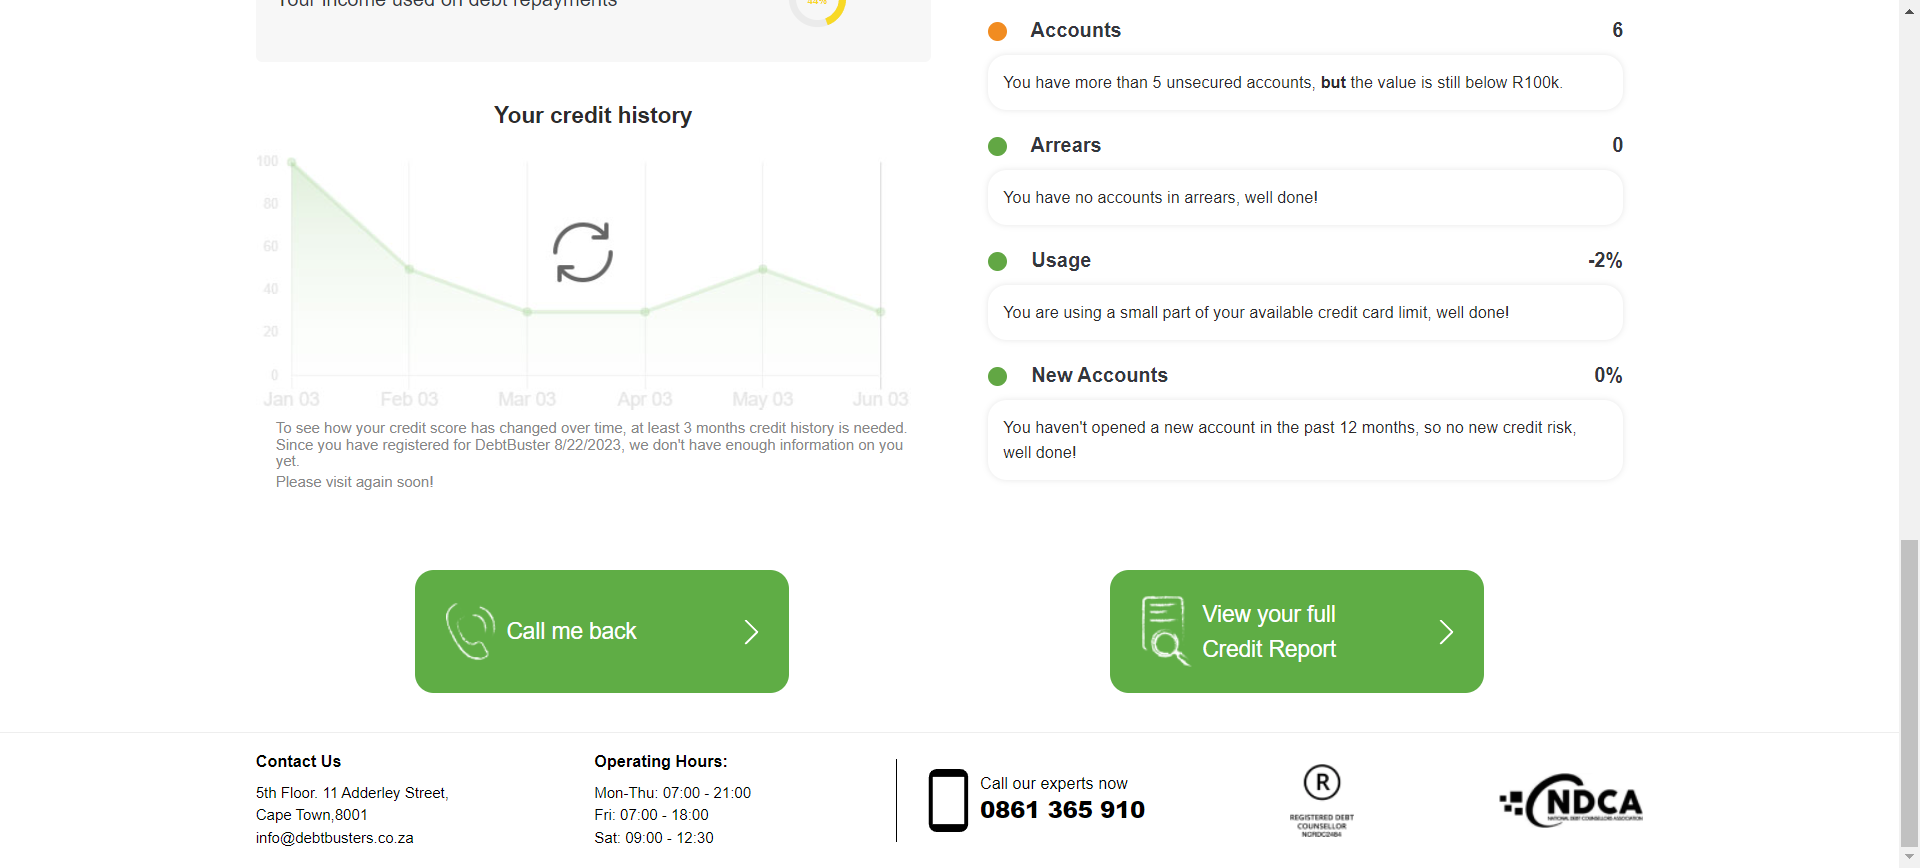 Your income used on debt repayments
44%
Your credit history
100
80
60
40
20
0
Jan 03 Feb 03 Mar 03 Apr 03 May 03 Jun 03
To see how your credit score has changed over time, at least 3 months credit history is needed.
Since you have registered for DebtBuster 8/22/2023, we don't have enough information on you
yet.
Please visit again soon!
Accounts 6
You have more than 5 unsecured accounts, but the value is still below R100k.
Arrears 0
You have no accounts in arrears, well done!
Usage -2%
You are using a small part of your available credit card limit, well done!
New Accounts 0%
You haven't opened a new account in the past 12 months, so no new credit risk,
well done!
Call me back
View your full
Credit Report
Contact Us
5th Floor. 11 Adderley Street,
Cape Town,8001
info@debtbusters.co.za
Operating Hours:
Mon-Thu: 07:00 - 21:00
Fri: 07:00 - 18:00
Sat: 09:00 - 12:30
Call our experts now
0861 365 910
R
REGISTERED DEBT
COUNSELLOR
NCRDC2484
NDCA
NATIONAL DEBT COUNSELLORS ASSOCIATION